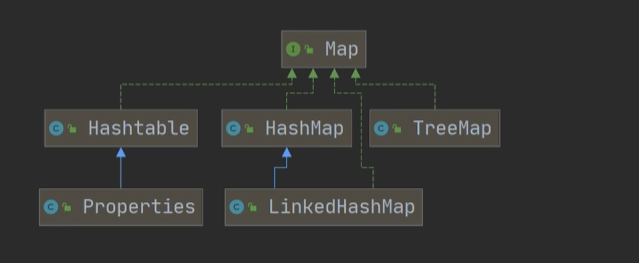 I Map
C Hashtable
C HashMap
C TreeMap
C Properties
C LinkedHashMap